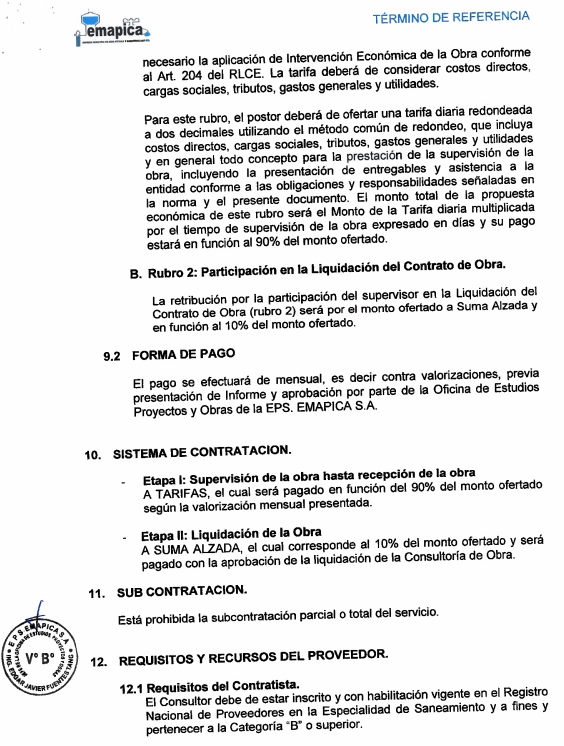 emapica
TÉRMINO DE REFERENCIA
necesario la aplicación de Intervención Económica de la Obra conforme
al Art. 204 del RLCE. La tarifa deberá de considerar costos directos,
cargas sociales, tributos, gastos generales y utilidades.
Para este rubro, el postor deberá de ofertar una tarifa diaria redondeada
a dos decimales utilizando el método común de redondeo, que incluya
costos directos, cargas sociales, tributos, gastos generales y utilidades
y en general todo concepto para la prestación de la supervisión de la
obra, incluyendo la presentación de entregables y asistencia a la
entidad conforme a las obligaciones y responsabilidades señaladas en
la norma y el presente documento. El monto total de la propuesta
económica de este rubro será el Monto de la Tarifa diaria multiplicada
por el tiempo de supervisión de la obra expresado en días y su pago
estará en función al 90% del monto ofertado.
B. Rubro 2: Participación en la Liquidación del Contrato de Obra.
La retribución por la participación del supervisor en la Liquidación del
Contrato de Obra (rubro 2) será por el monto ofertado a Suma Alzada y
en función al 10% del monto ofertado.
9.2 FORMA DE PAGO
El pago se efectuará de mensual, es decir contra valorizaciones, previa
presentación de Informe y aprobación por parte de la Oficina de Estudios
Proyectos y Obras de la EPS. EMAPICA S.A.
10. SISTEMA DE CONTRATACION.
- Etapa I: Supervisión de la obra hasta recepción de la obra
A TARIFAS, el cual será pagado en función del 90% del monto ofertado
según la valorización mensual presentada.
- Etapa II: Liquidación de la Obra
A SUMA ALZADA, el cual corresponde al 10% del monto ofertado y será
pagado con la aprobación de la liquidación de la Consultoría de Obra.
11. SUB CONTRATACION.
Está prohibida la subcontratación parcial o total del servicio.
E.P.S. EMAPICA S.A.
V° B°
ING. EDGAR JAVIER FUENTES TANG
12. REQUISITOS Y RECURSOS DEL PROVEEDOR.
12.1 Requisitos del Contratista.
El Consultor debe de estar inscrito y con habilitación vigente en el Registro
Nacional de Proveedores en la Especialidad de Saneamiento y a fines y
pertenecer a la Categoría "B" o superior.